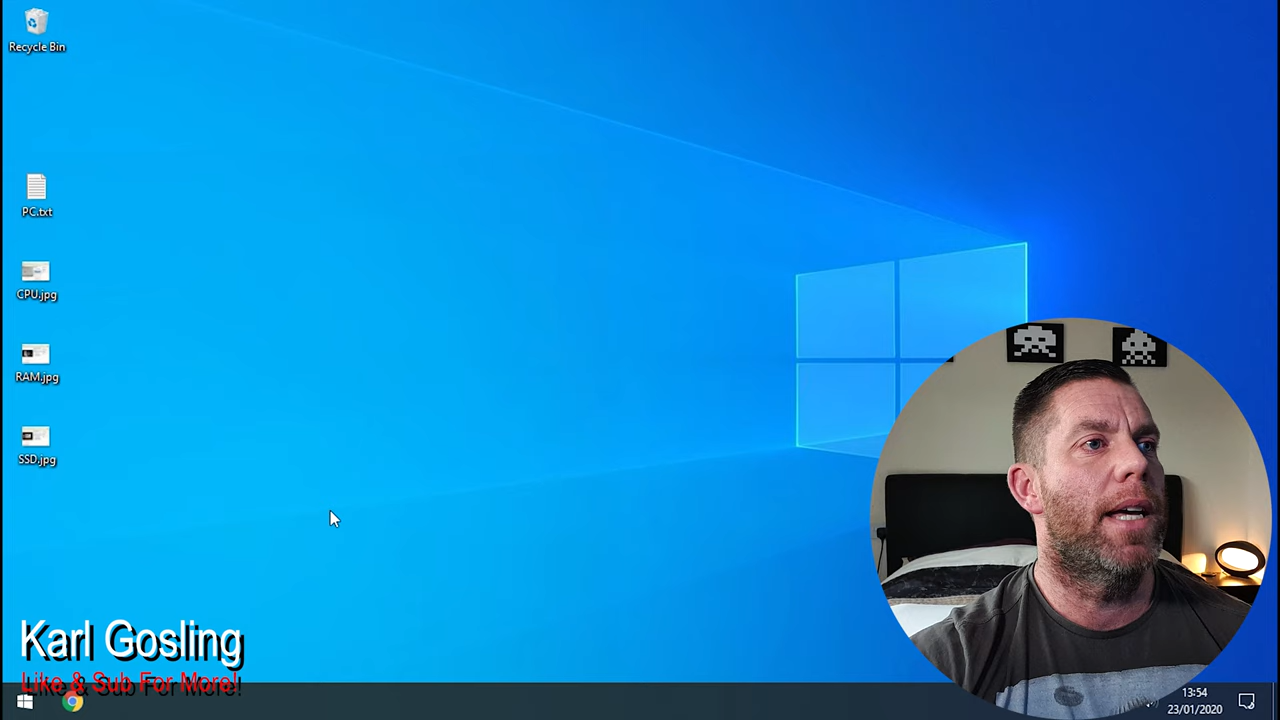 Recycle Bin
PC.txt
CPU.jpg
RAM.jpg
SSD.jpg
Karl Gosling
Like & Sub For More!
13:54
23/01/2020